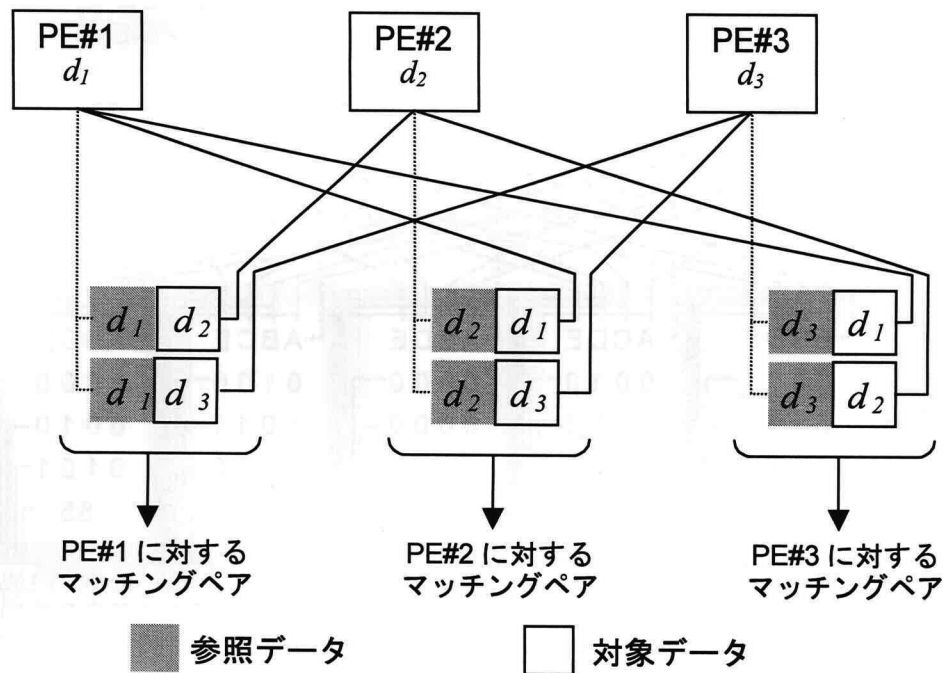 PE#1 PE#2 PE#3
d1 d2 d3
d1 d2 d2 d1 d3 d1
d1 d3 d2 d3 d3 d2
PE#1 に対する PE#2 に対する PE#3 に対する
マッチングペア マッチングペア マッチングペア
参照データ 対象データ